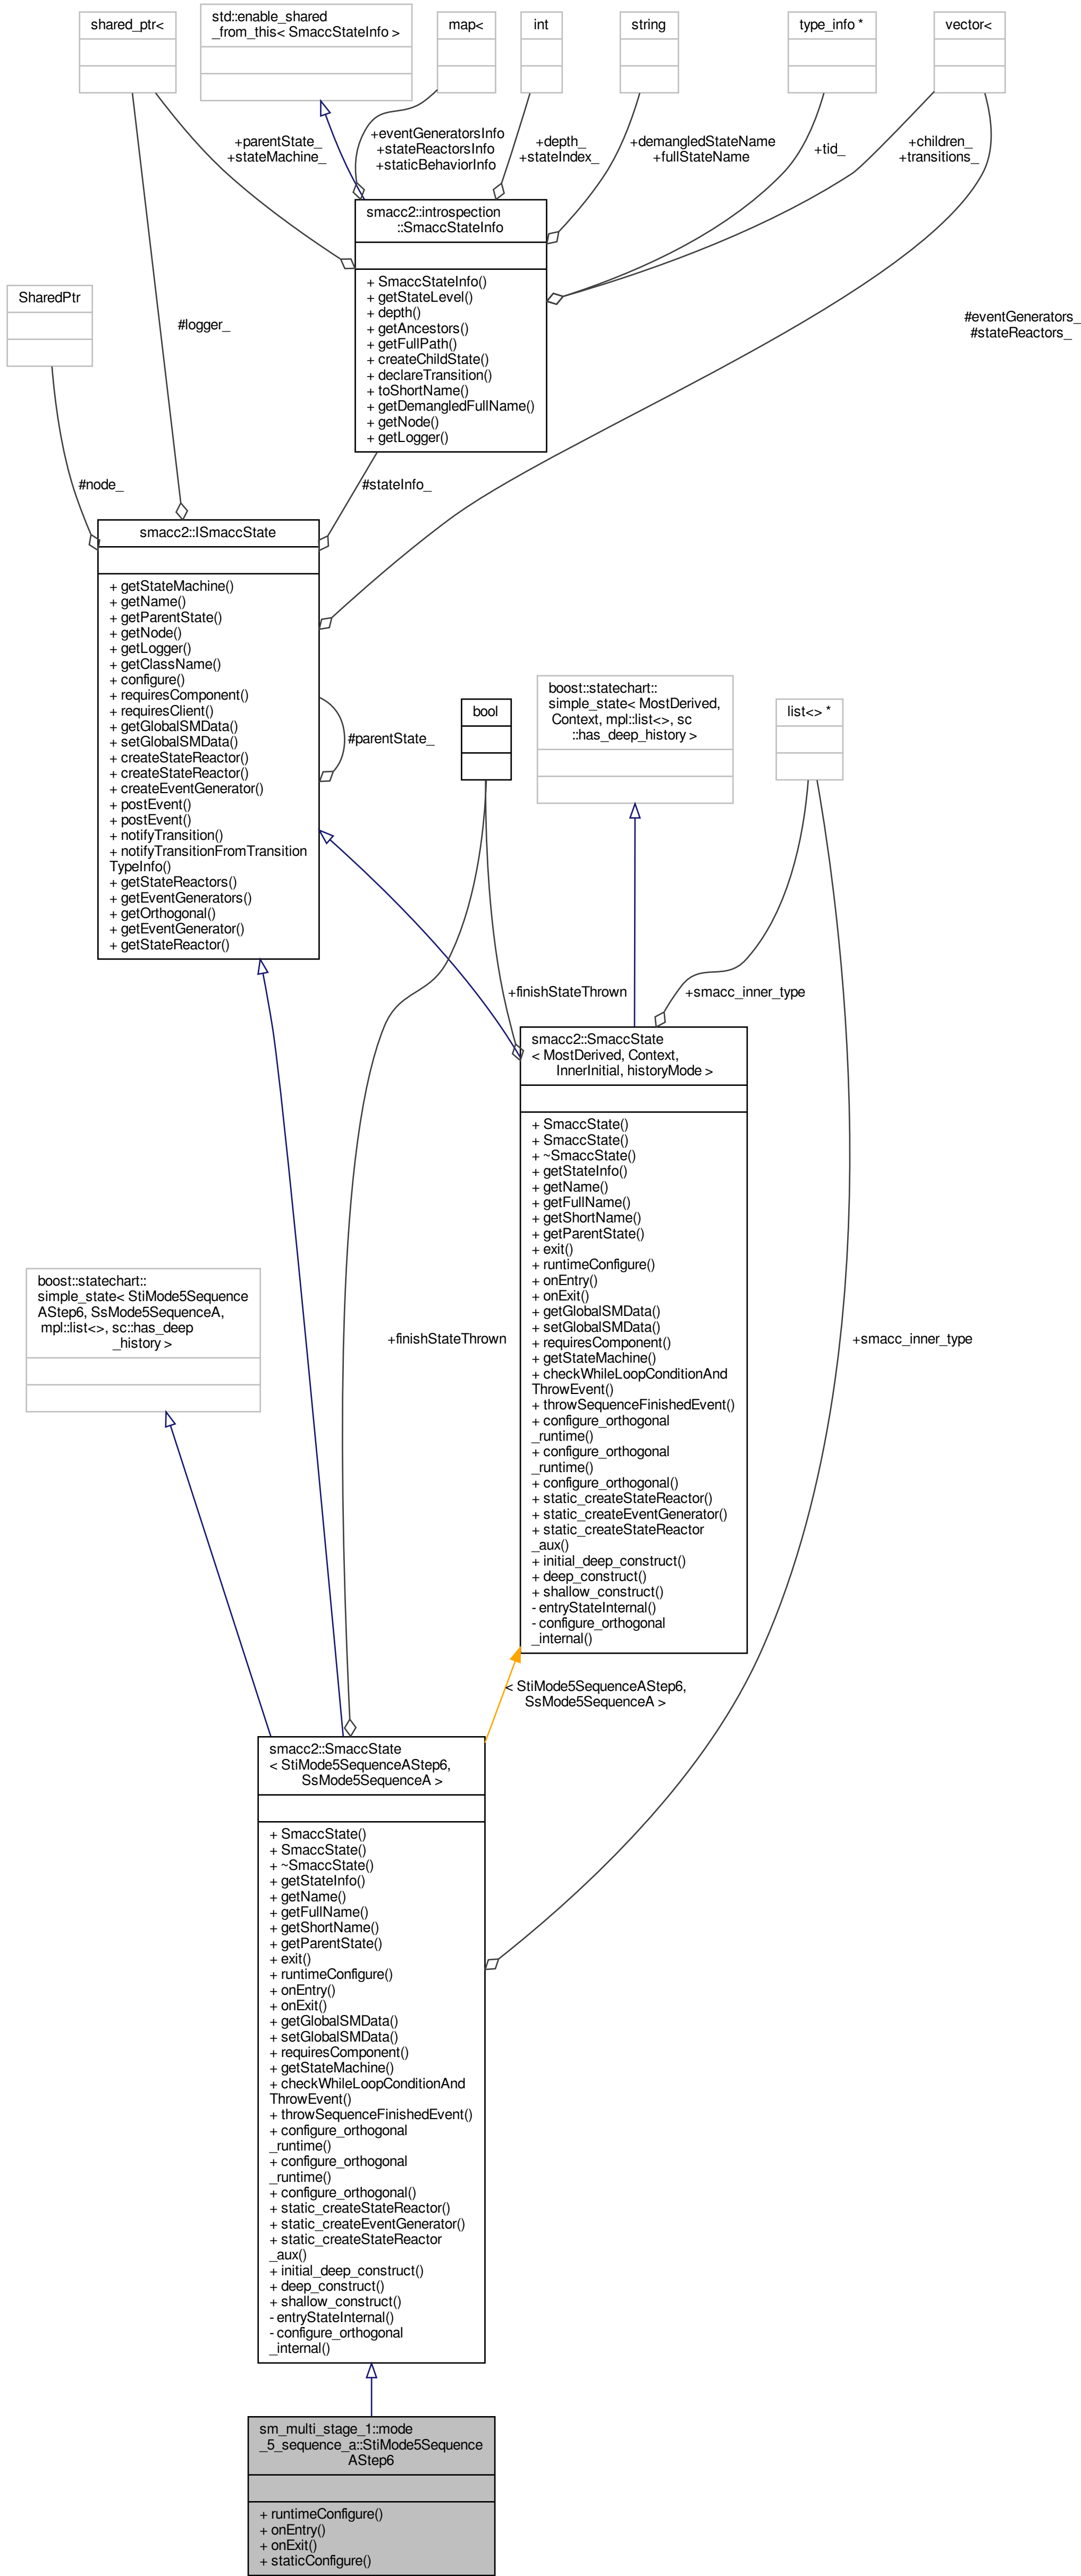 shared_ptr<
std::enable_shared
_from_this< SmaccStateInfo >
map<
int
string
type_info *
vector<
+parentState_
+stateMachine_
+eventGeneratorsInfo
+stateReactorsInfo
+staticBehaviorInfo
+depth_
+stateIndex_
+demangledStateName
+fullStateName
+tid_
+children_
+transitions_
smacc2::introspection
::SmaccStateInfo
+ SmaccStateInfo()
+ getStateLevel()
+ depth()
+ getAncestors()
+ getFullPath()
+ createChildState()
+ declareTransition()
+ toShortName()
+ getDemangledFullName()
+ getNode()
+ getLogger()
SharedPtr
#logger_
#eventGenerators_
#stateReactors_
#node_
#stateInfo_
smacc2::ISmaccState
+ getStateMachine()
+ getName()
+ getParentState()
+ getNode()
+ getLogger()
+ getClassName()
+ configure()
+ requiresComponent()
+ requiresClient()
+ getGlobalSMData()
+ setGlobalSMData()
+ createStateReactor()
+ createStateReactor()
+ createEventGenerator()
+ postEvent()
+ postEvent()
+ notifyTransition()
+ notifyTransitionFromTransition
TypeInfo()
+ getStateReactors()
+ getEventGenerators()
+ getOrthogonal()
+ getEventGenerator()
+ getStateReactor()
#parentState_
bool
boost::statechart::
simple_state< MostDerived,
Context, mpl::list<>, sc
::has_deep_history >
list<> *
+finishStateThrown
+smacc_inner_type
smacc2::SmaccState
< MostDerived, Context,
InnerInitial, historyMode >
+ SmaccState()
+ SmaccState()
+ ~SmaccState()
+ getStateInfo()
+ getName()
+ getFullName()
+ getShortName()
+ getParentState()
+ exit()
+ runtimeConfigure()
+ onEntry()
+ onExit()
+ getGlobalSMData()
+ setGlobalSMData()
+ requiresComponent()
+ getStateMachine()
+ checkWhileLoopConditionAnd
ThrowEvent()
+ throwSequenceFinishedEvent()
+ configure_orthogonal
_runtime()
+ configure_orthogonal
_runtime()
+ configure_orthogonal()
+ static_createStateReactor()
+ static_createEventGenerator()
+ static_createStateReactor
_aux()
+ initial_deep_construct()
+ deep_construct()
+ shallow_construct()
- entryStateInternal()
- configure_orthogonal
_internal()
boost::statechart::
simple_state< StiMode5Sequence
AStep6, SsMode5SequenceA,
mpl::list<>, sc::has_deep
_history >
+finishStateThrown
+smacc_inner_type
< StiMode5SequenceAStep6,
SsMode5SequenceA >
smacc2::SmaccState
< StiMode5SequenceAStep6,
SsMode5SequenceA >
+ SmaccState()
+ SmaccState()
+ ~SmaccState()
+ getStateInfo()
+ getName()
+ getFullName()
+ getShortName()
+ getParentState()
+ exit()
+ runtimeConfigure()
+ onEntry()
+ onExit()
+ getGlobalSMData()
+ setGlobalSMData()
+ requiresComponent()
+ getStateMachine()
+ checkWhileLoopConditionAnd
ThrowEvent()
+ throwSequenceFinishedEvent()
+ configure_orthogonal
_runtime()
+ configure_orthogonal
_runtime()
+ configure_orthogonal()
+ static_createStateReactor()
+ static_createEventGenerator()
+ static_createStateReactor
_aux()
+ initial_deep_construct()
+ deep_construct()
+ shallow_construct()
- entryStateInternal()
- configure_orthogonal
_internal()
sm_multi_stage_1::mode
_5_sequence_a::StiMode5Sequence
AStep6
+ runtimeConfigure()
+ onEntry()
+ onExit()
+ staticConfigure()